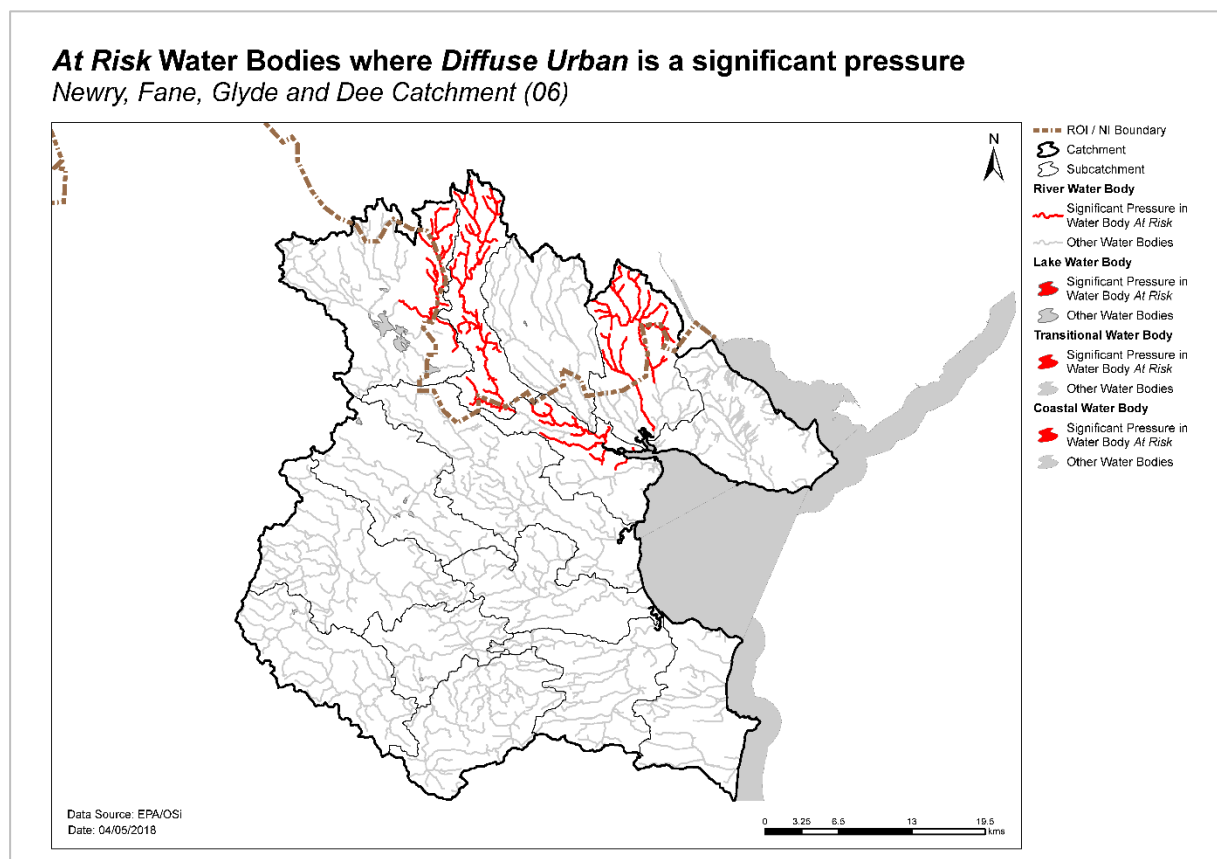 At Risk Water Bodies where Diffuse Urban is a significant pressure
Newry, Fane, Glyde and Dee Catchment (06)
N
ROI / NI Boundary
Catchment
Subcatchment
River Water Body
Significant Pressure in
Water Body At Risk
Other Water Bodies
Lake Water Body
Significant Pressure in
Water Body At Risk
Other Water Bodies
Transitional Water Body
Significant Pressure in
Water Body At Risk
Other Water Bodies
Coastal Water Body
Significant Pressure in
Water Body At Risk
Other Water Bodies
Data Source: EPA/OSi
Date: 04/05/2018
0 3.25 6.5 13 19.5
kms